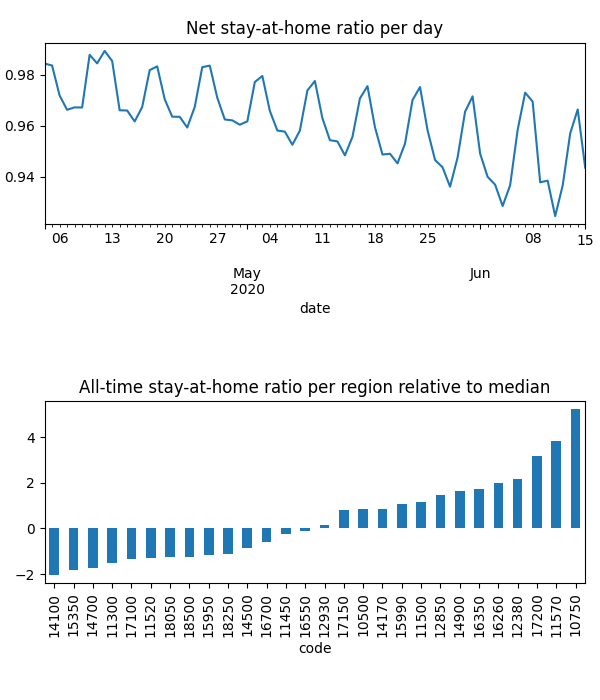 Net stay-at-home ratio per day
0.98
0.96
0.94
06 13 20 27 04 11 18 25 08 15
May Jun
2020
date
All-time stay-at-home ratio per region relative to median
4
2
0
−2
14100 15350 14700 11300 17100 11520 18050 18500 15950 18250 14500 16700 11450 16550 12930 17150 10500 14170 15990 11500 12850 14900 16350 16260 12380 17200 11570 10750
code